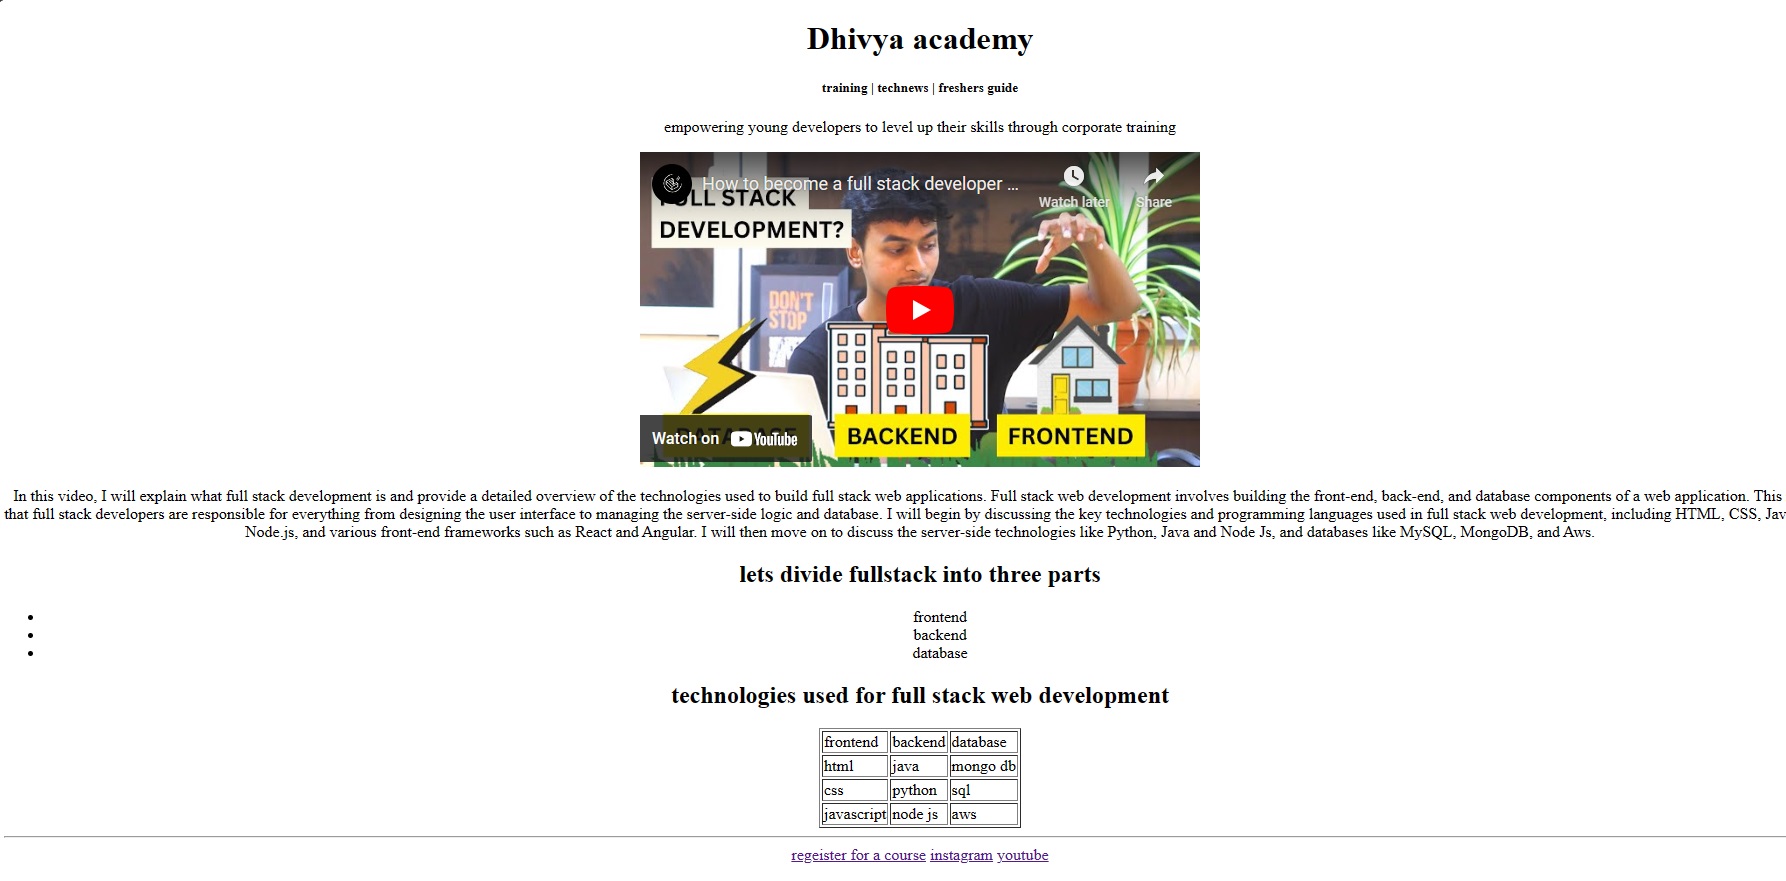 Dhivya academy
training | technews | freshers guide
empowering young developers to level up their skills through corporate training
How to become a full stack developer ...
Watch later
Share
FULL STACK
DEVELOPMENT?
DON'T
STOP
DATABASE
BACKEND
FRONTEND
Watch on YouTube
In this video, I will explain what full stack development is and provide a detailed overview of the technologies used to build full stack web applications. Full stack web development involves building the front-end, back-end, and database components of a web application. This
that full stack developers are responsible for everything from designing the user interface to managing the server-side logic and database. I will begin by discussing the key technologies and programming languages used in full stack web development, including HTML, CSS, Jav
Node.js, and various front-end frameworks such as React and Angular. I will then move on to discuss the server-side technologies like Python, Java and Node Js, and databases like MySQL, MongoDB, and Aws.
lets divide fullstack into three parts
frontend
backend
database
technologies used for full stack web development
frontend backend database
html java mongo db
css python sql
javascript node js aws
regeister for a course instagram youtube